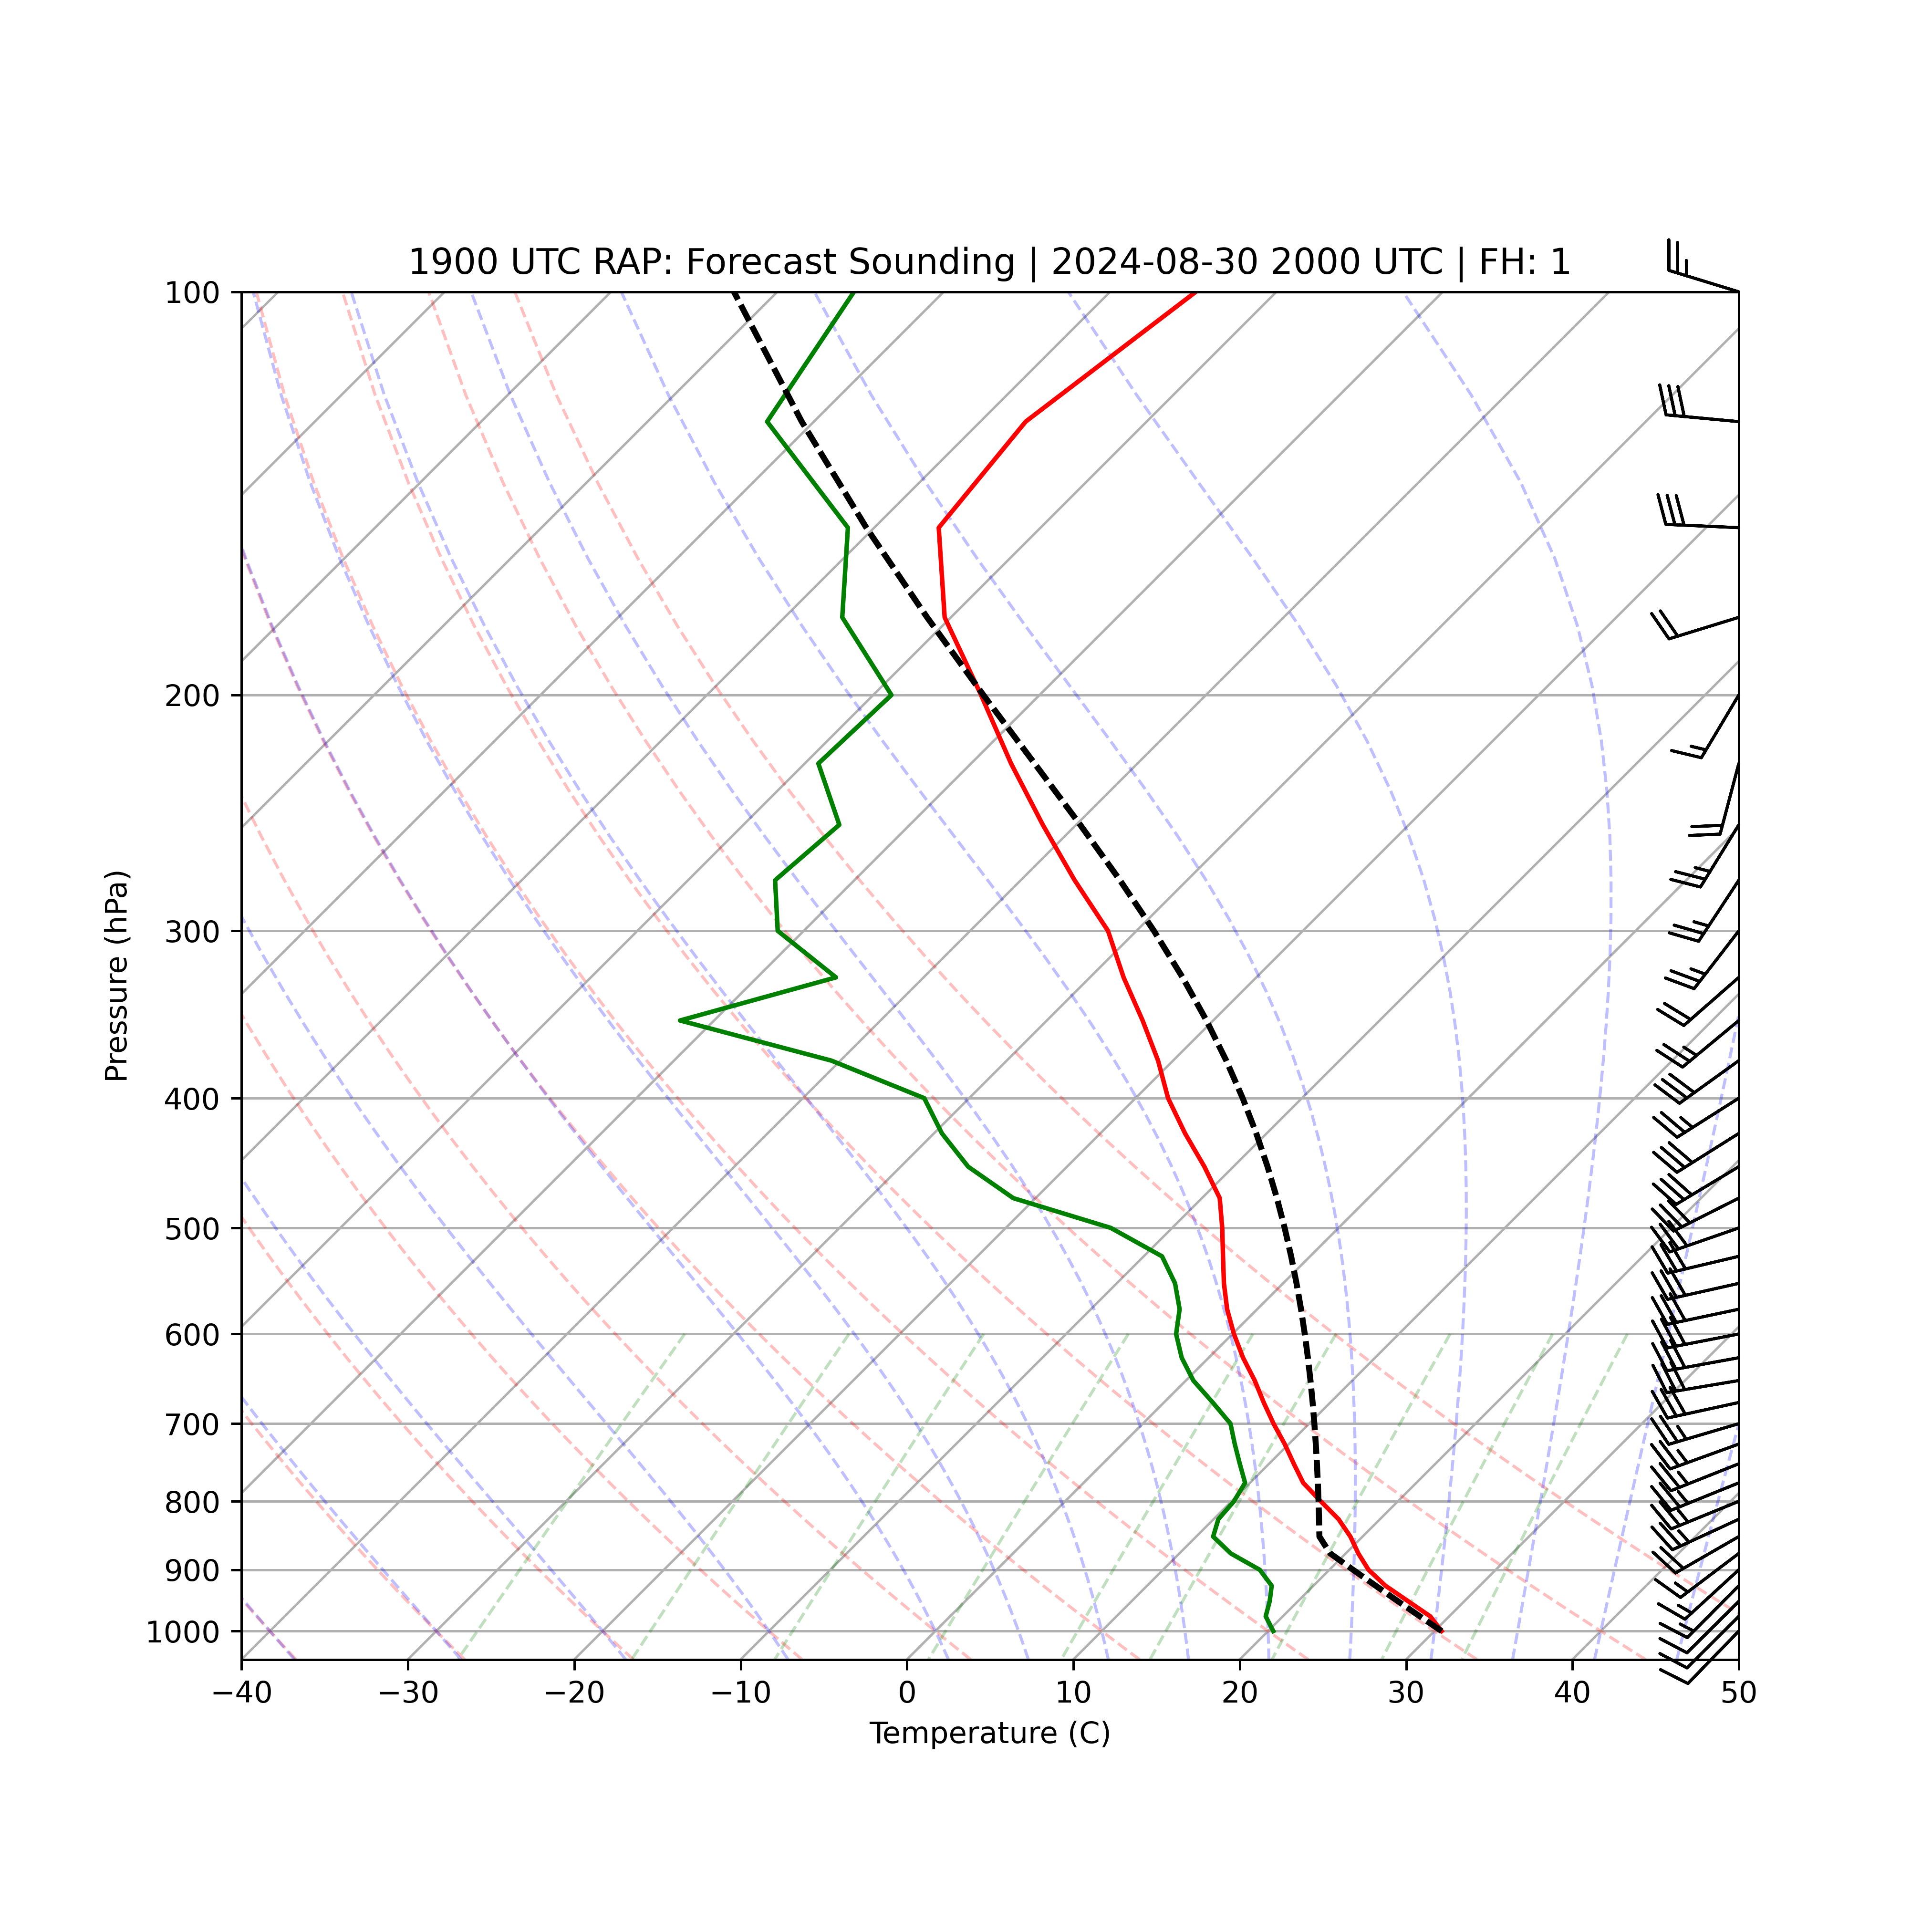 1900 UTC RAP: Forecast Sounding | 2024-08-30 2000 UTC | FH: 1
100
200
300
400
500
600
700
800
900
1000
Pressure (hPa)
−40 −30 −20 −10 0 10 20 30 40 50
Temperature (C)